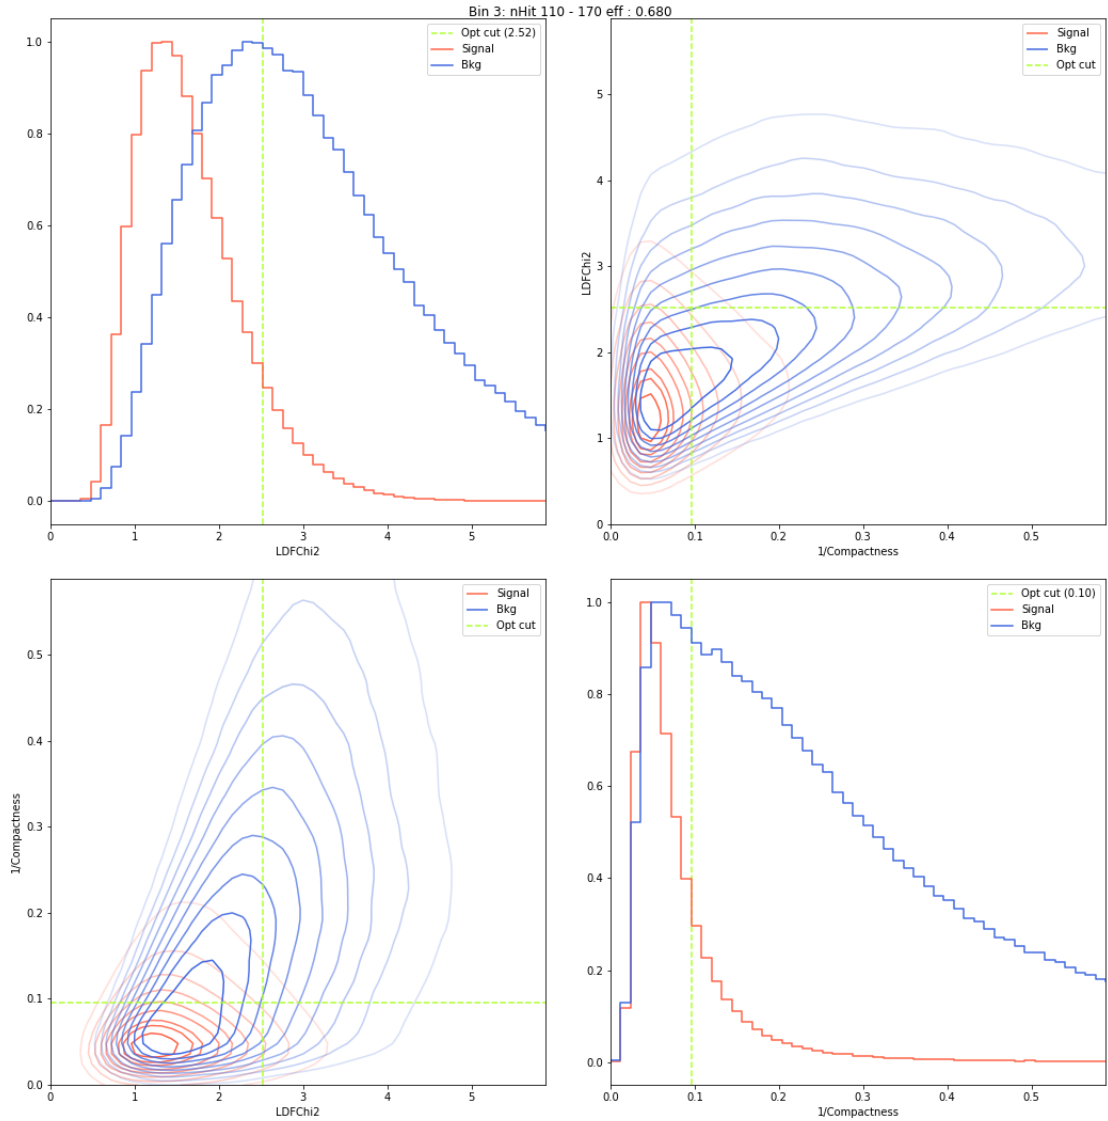 Bin 3: nHit 110 - 170 eff : 0.680
1.0
0.8
0.6
0.4
0.2
0.0
0
1
2
3
4
5
LDFChi2
Opt cut (2.52)
Signal
Bkg
5
4
3
2
1
0
LDFChi2
0.0
0.1
0.2
0.3
0.4
0.5
1/Compactness
Signal
Bkg
Opt cut
0.5
0.4
0.3
0.2
0.1
0.0
1/Compactness
0
1
2
3
4
5
LDFChi2
Signal
Bkg
Opt cut
1.0
0.8
0.6
0.4
0.2
0.0
0.0
0.1
0.2
0.3
0.4
0.5
1/Compactness
Opt cut (0.10)
Signal
Bkg